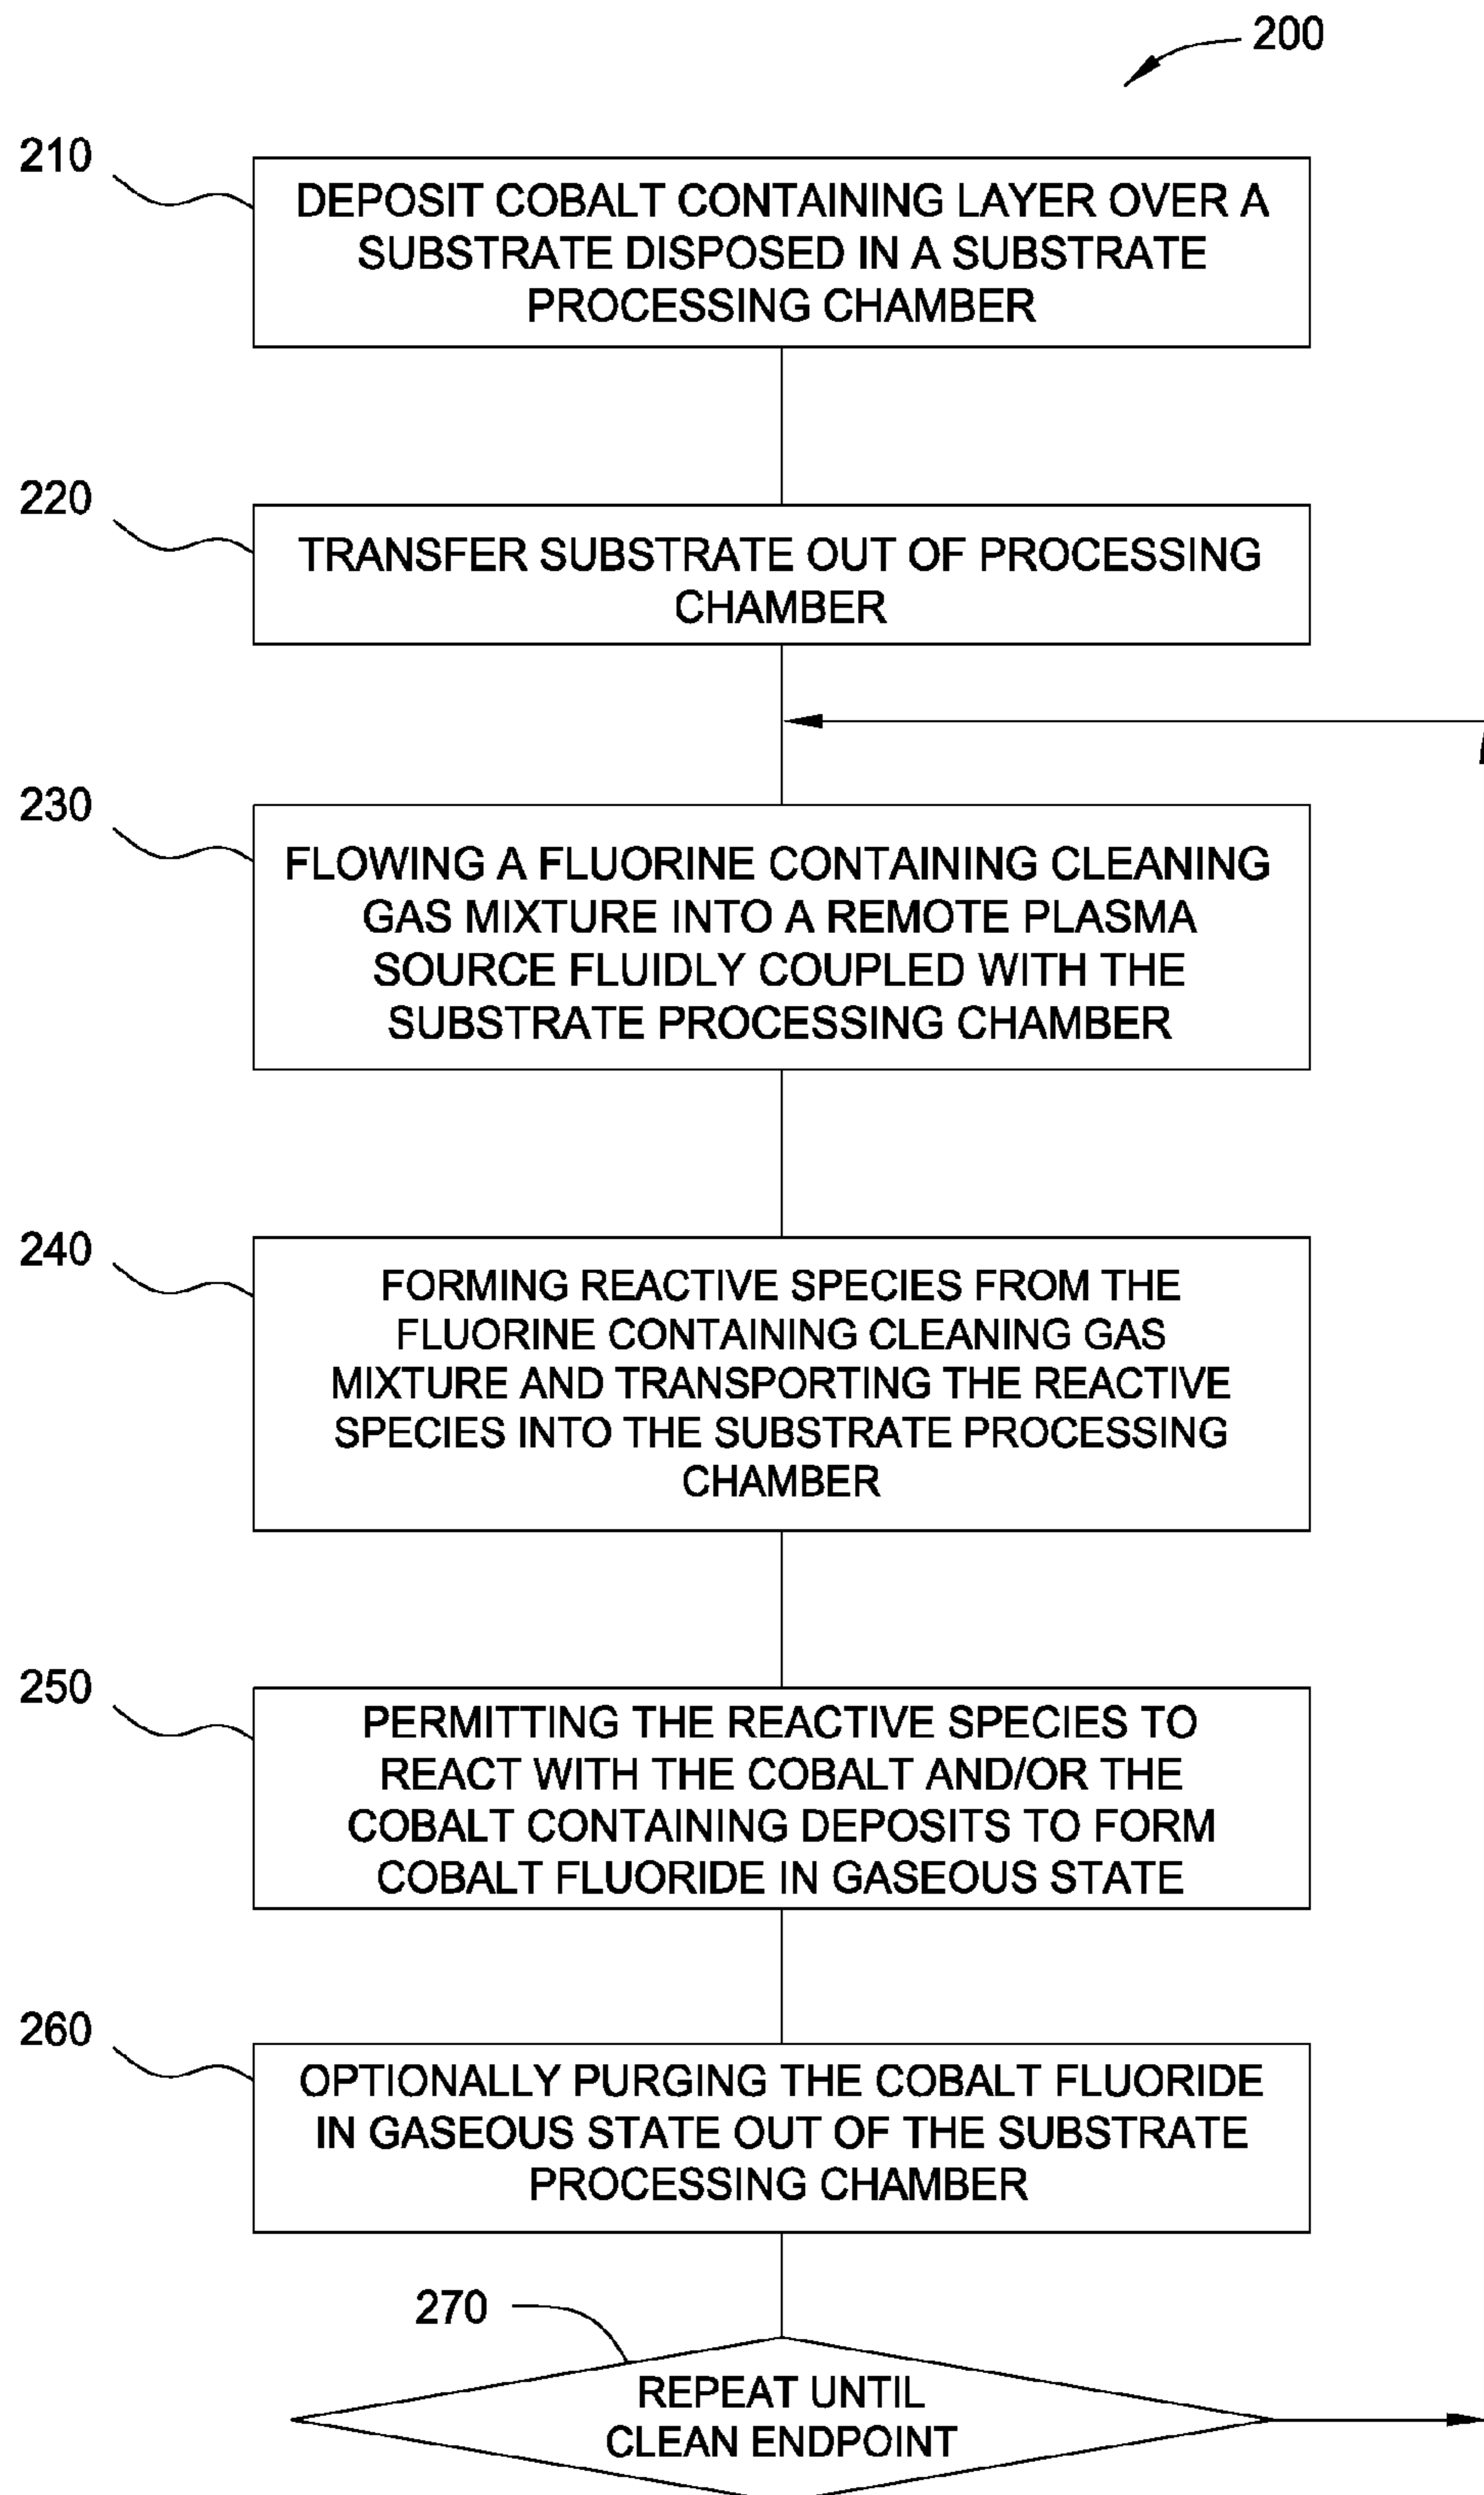 200
210
DEPOSIT COBALT CONTAINING LAYER OVER A
SUBSTRATE DISPOSED IN A SUBSTRATE
PROCESSING CHAMBER
220
TRANSFER SUBSTRATE OUT OF PROCESSING
CHAMBER
230
FLOWING A FLUORINE CONTAINING CLEANING
GAS MIXTURE INTO A REMOTE PLASMA
SOURCE FLUIDLY COUPLED WITH THE
SUBSTRATE PROCESSING CHAMBER
240
FORMING REACTIVE SPECIES FROM THE
FLUORINE CONTAINING CLEANING GAS
MIXTURE AND TRANSPORTING THE REACTIVE
SPECIES INTO THE SUBSTRATE PROCESSING
CHAMBER
250
PERMITTING THE REACTIVE SPECIES TO
REACT WITH THE COBALT AND/OR THE
COBALT CONTAINING DEPOSITS TO FORM
COBALT FLUORIDE IN GASEOUS STATE
260
OPTIONALLY PURGING THE COBALT FLUORIDE
IN GASEOUS STATE OUT OF THE SUBSTRATE
PROCESSING CHAMBER
270
REPEAT UNTIL
CLEAN ENDPOINT